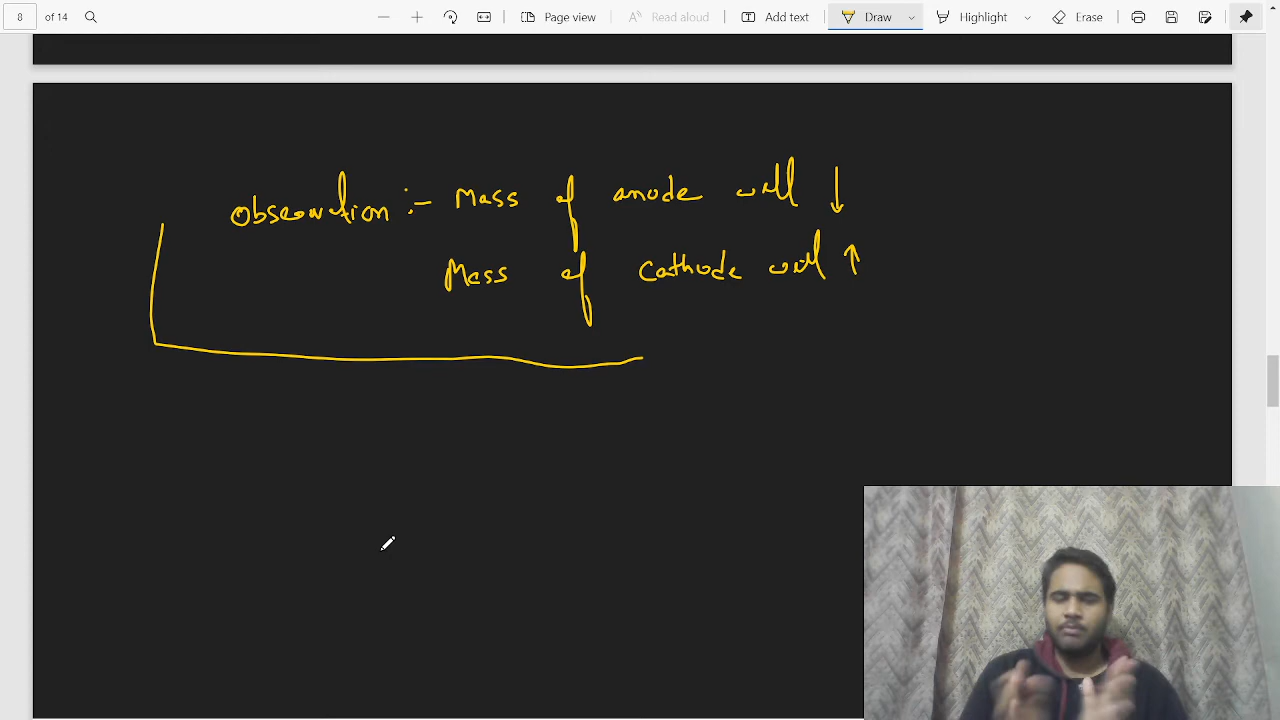 8 of 14 Page view Read aloud Add text Draw Highlight Erase
Observation :- Mass of anode will ↓
Mass of cathode will ↑